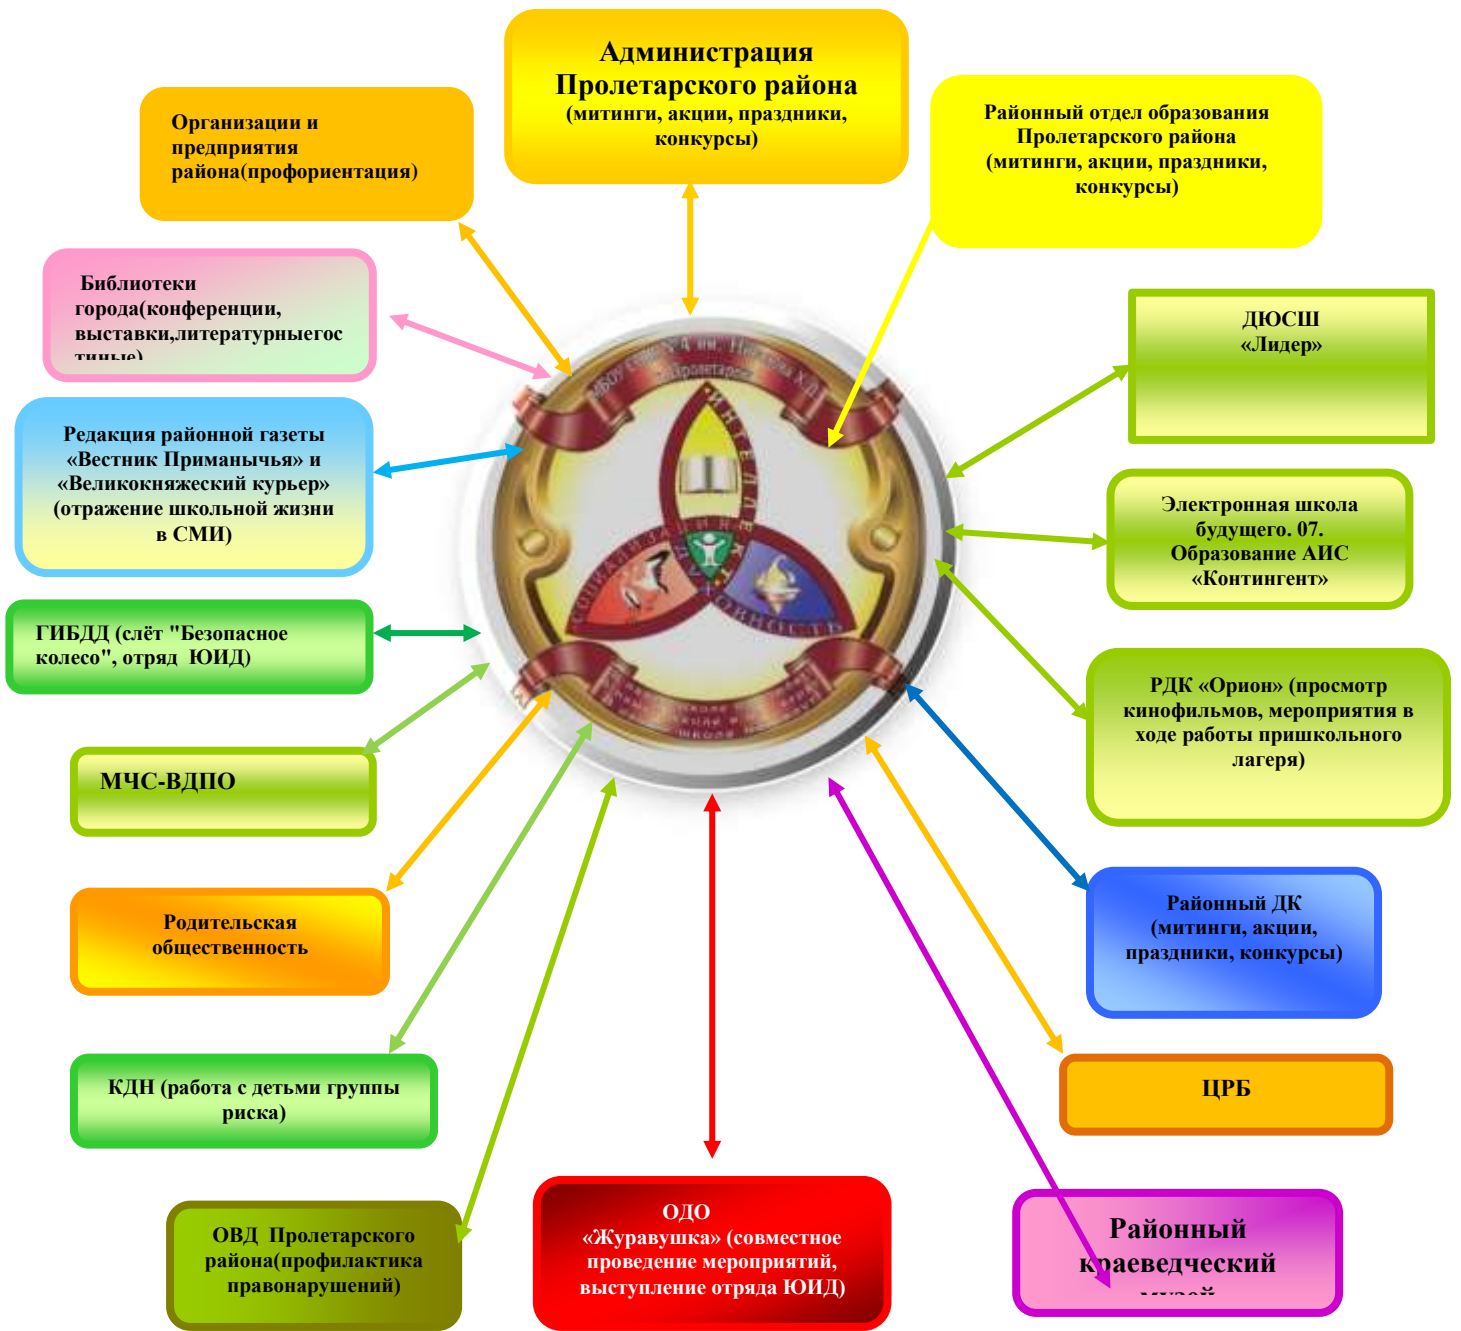 Администрация
Пролетарского района
(митинги, акции, праздники,
конкурсы)
Организации и
предприятия
района(профориентация)
Районный отдел образования
Пролетарского района
(митинги, акции, праздники,
конкурсы)
Библиотеки
города(конференции,
выставки,литературныегос
тиные)
ДЮСШ
«Лидер»
Редакция районной газеты
«Вестник Приманычья» и
«Великокняжеский курьер»
(отражение школьной жизни
в СМИ)
Электронная школа
будущего. 07.
Образование АИС
«Контингент»
ГИБДД (слёт "Безопасное
колесо", отряд ЮИД)
РДК «Орион» (просмотр
кинофильмов, мероприятия в
ходе работы пришкольного
лагеря)
МЧС-ВДПО
Родительская
общественность
Районный ДК
(митинги, акции,
праздники, конкурсы)
КДН (работа с детьми группы
риска)
ЦРБ
ОВД Пролетарского
района(профилактика
правонарушений)
ОДО
«Журавушка» (совместное
проведение мероприятий,
выступление отряда ЮИД)
Районный
краеведческий
музей
ИНТЕЛЛЕКТ
СОЦИАЛИЗАЦИЯ